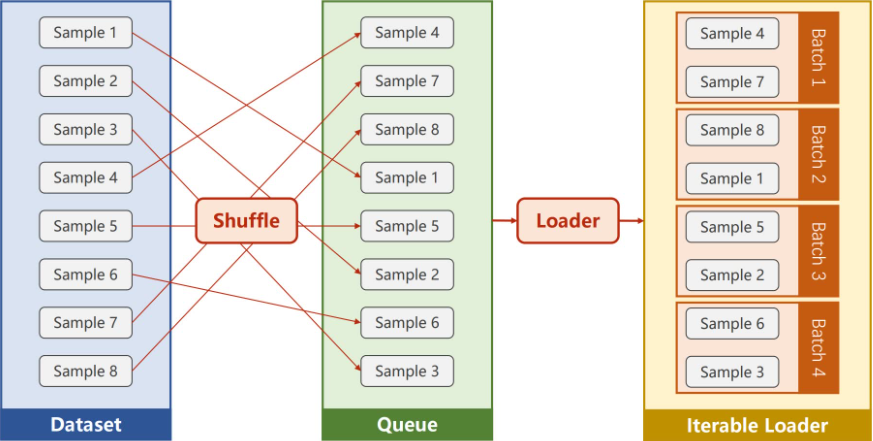 Sample 1
Sample 2
Sample 3
Sample 4
Sample 5
Sample 6
Sample 7
Sample 8
Dataset
Shuffle
Sample 4
Sample 7
Sample 8
Sample 1
Sample 5
Sample 2
Sample 6
Sample 3
Queue
Loader
Sample 4
Sample 7
Batch 1
Sample 8
Sample 1
Batch 2
Sample 5
Sample 2
Batch 3
Sample 6
Sample 3
Batch 4
Iterable Loader